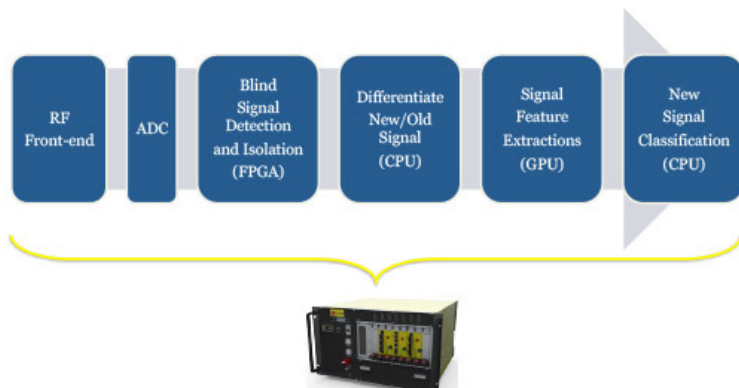 RF
Front-end
ADC
Blind
Signal
Detection
and Isolation
(FPGA)
Differentiate
New/Old
Signal
(CPU)
Signal
Feature
Extractions
(GPU)
New
Signal
Classification
(CPU)